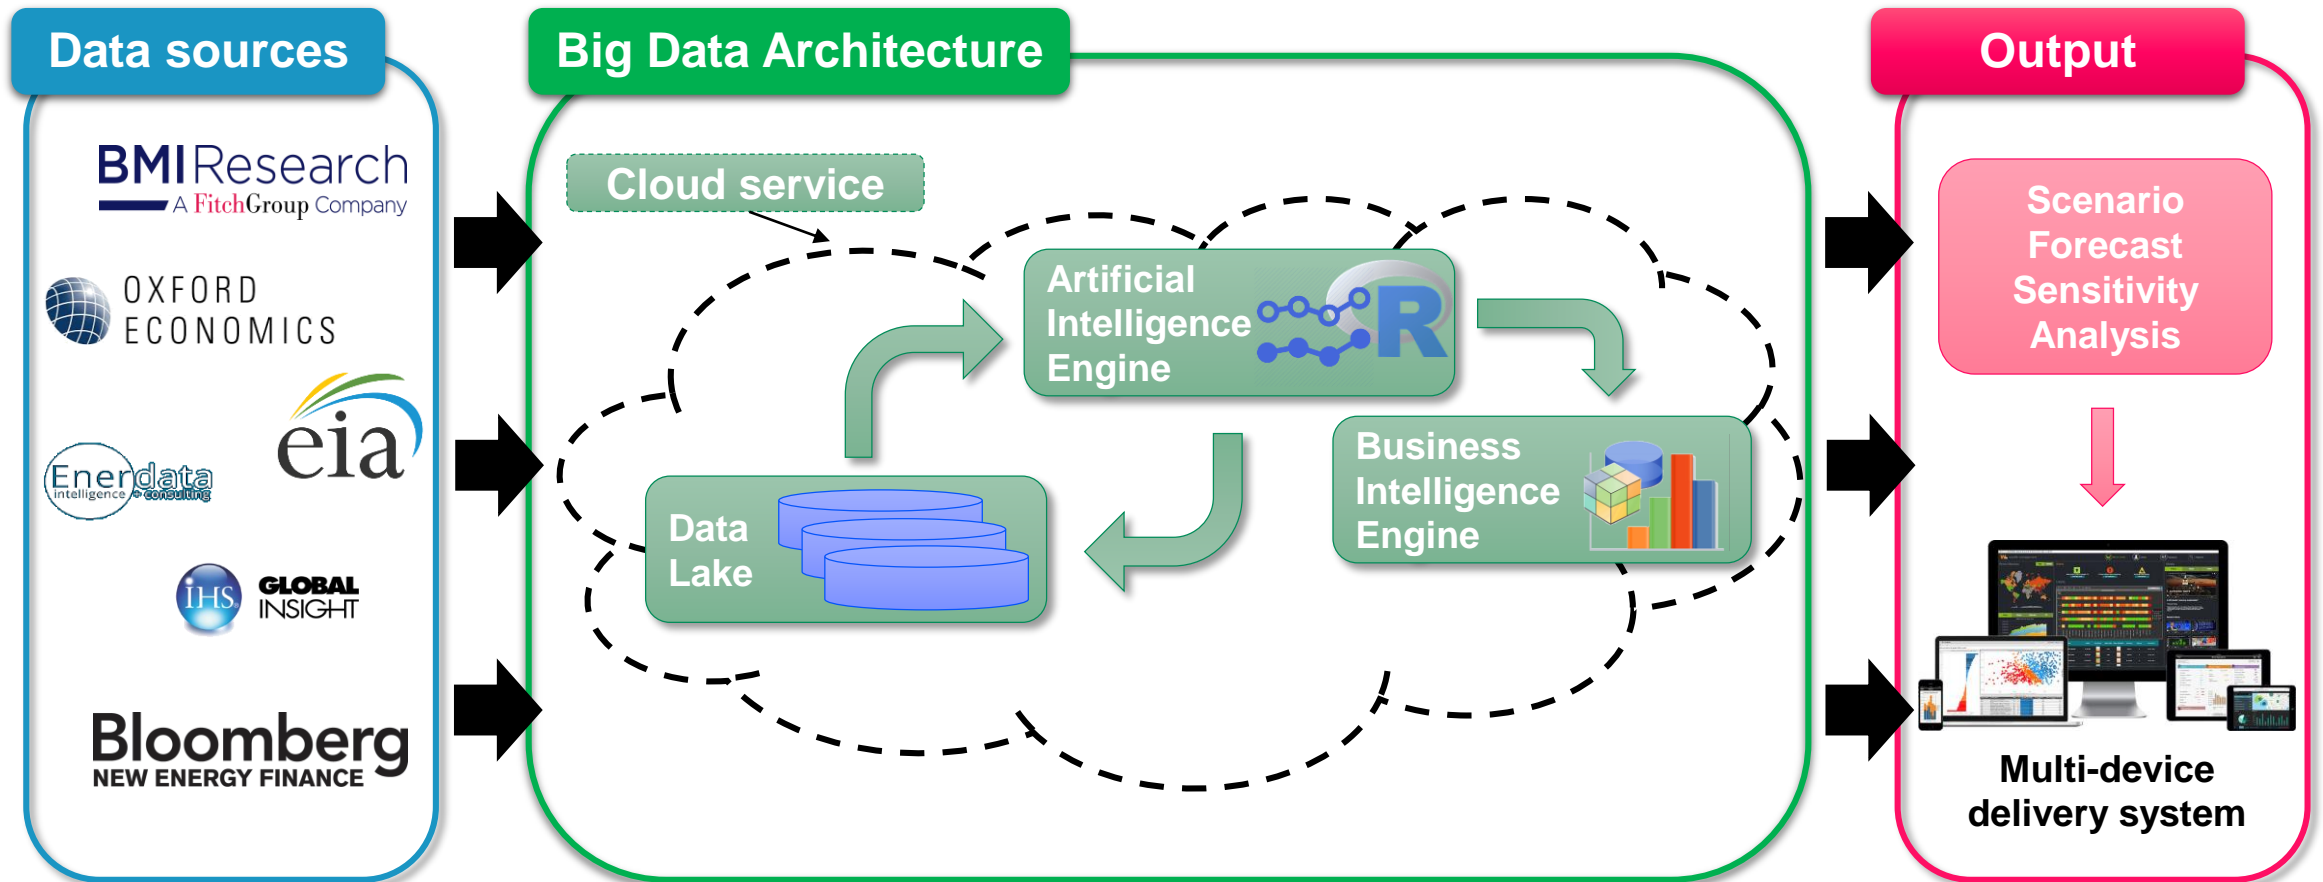 Data sources
BMI Research
A FitchGroup Company
OXFORD
ECONOMICS
eia
Enerdata
intelligence + consulting
IHS
GLOBAL
INSIGHT
Bloomberg
NEW ENERGY FINANCE
Big Data Architecture
Cloud service
Artificial
Intelligence
Engine
R
Business
Intelligence
Engine
Data
Lake
Output
Scenario
Forecast
Sensitivity
Analysis
Multi-device
delivery system